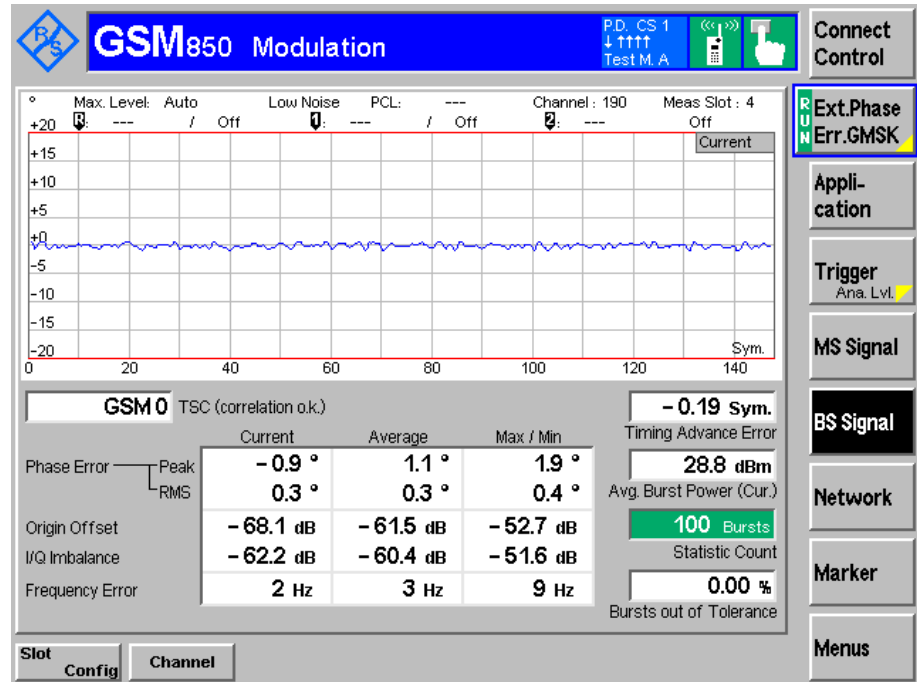 R&S
GSM850 Modulation
P.D. CS 1
↓ ↑↑↑↑
Test M. A
Connect
Control
° Max. Level: Auto Low Noise PCL: --- Channel : 190 Meas Slot : 4
R: --- / Off 1: --- / Off 2: --- Off
Current
+20
+15
+10
+5
+0
-5
-10
-15
-20
Sym.
0 20 40 60 80 100 120 140
RUN
Ext.Phase
Err.GMSK
Appli-
cation
Trigger
Ana. Lvl.
MS Signal
BS Signal
Network
Marker
Menus
GSM 0 TSC (correlation o.k.)
Current Average Max / Min
Phase Error Peak -0.9 ° 1.1 ° 1.9 °
RMS 0.3 ° 0.3 ° 0.4 °
Origin Offset -68.1 dB -61.5 dB -52.7 dB
I/Q Imbalance -62.2 dB -60.4 dB -51.6 dB
Frequency Error 2 Hz 3 Hz 9 Hz
-0.19 Sym.
Timing Advance Error
28.8 dBm
Avg. Burst Power (Cur.)
100 Bursts
Statistic Count
0.00 %
Bursts out of Tolerance
Slot
Config
Channel